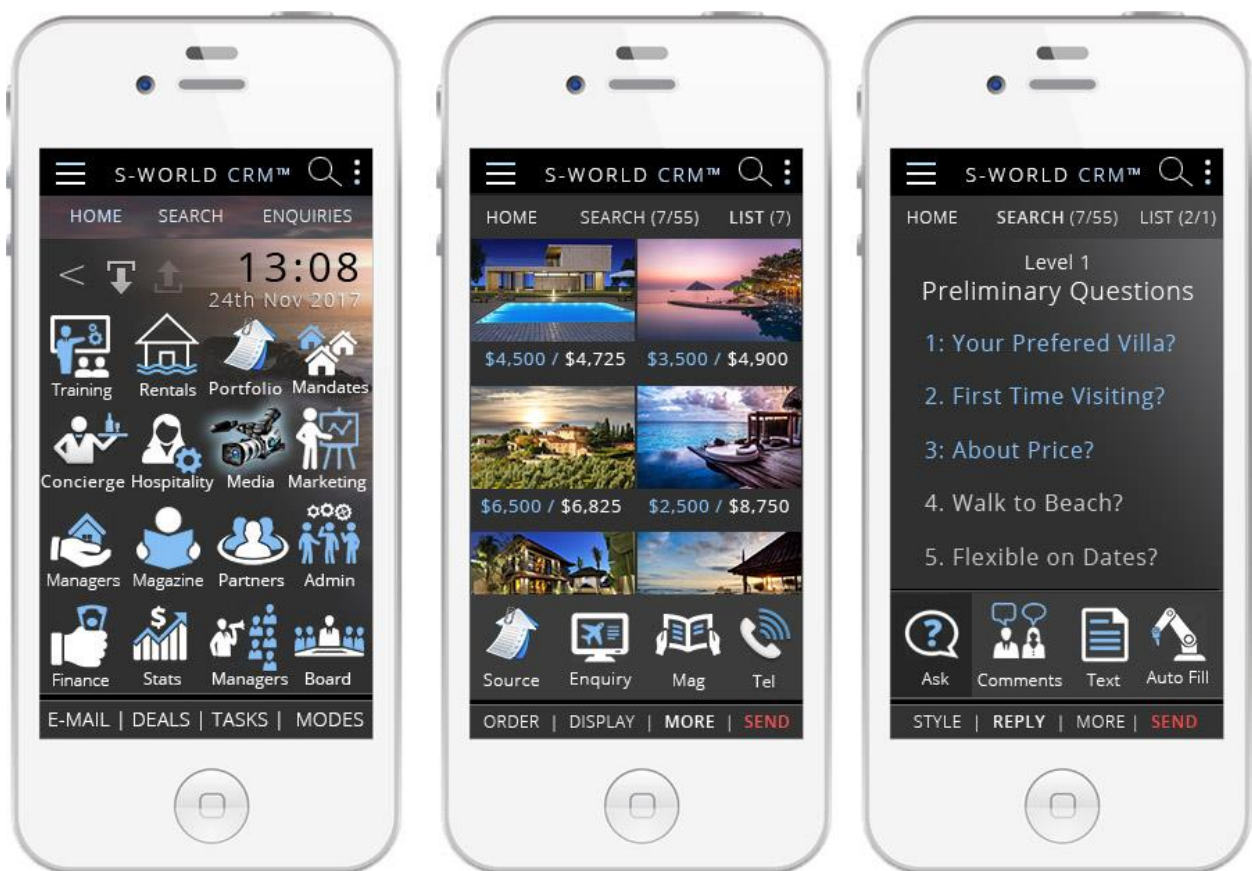 S-WORLD CRM™
HOME SEARCH ENQUIRIES
<
13:08
24th Nov 2017
Training Rentals Portfolio Mandates
$
Concierge Hospitality Media Marketing
Managers Magazine Partners Admin
$
Finance Stats Managers Board
E-MAIL | DEALS | TASKS | MODES
S-WORLD CRM™
HOME SEARCH (7/55) LIST (7)
$4,500 / $4,725 $3,500 / $4,900
$6,500 / $6,825 $2,500 / $8,750
Source Enquiry Mag Tel
ORDER | DISPLAY | MORE | SEND
S-WORLD CRM™
HOME SEARCH (7/55) LIST (2/1)
Level 1
Preliminary Questions
1: Your Prefered Villa?
2. First Time Visiting?
3: About Price?
4. Walk to Beach?
5. Flexible on Dates?
?
Ask Comments Text Auto Fill
STYLE | REPLY | MORE | SEND